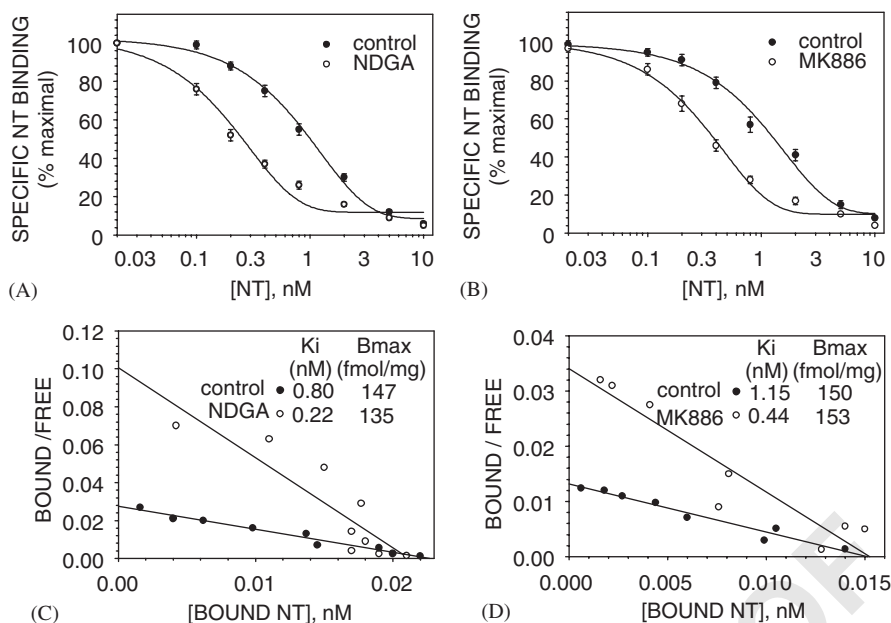 SPECIFIC NT BINDING
(% maximal)
100
80
60
40
20
0
control
NDGA
0.03
0.1
0.3
1
3
10
[NT], nM
(A)
SPECIFIC NT BINDING
(% maximal)
100
80
60
40
20
0
control
MK886
0.03
0.1
0.3
1
3
10
[NT], nM
(B)
BOUND /FREE
0.12
0.10
0.08
0.06
0.04
0.02
0.00
Ki Bmax
(nM) (fmol/mg)
control 0.80 147
NDGA 0.22 135
0.00
0.01
0.02
[BOUND NT], nM
(C)
BOUND / FREE
0.04
0.03
0.02
0.01
0.00
Ki Bmax
(nM) (fmol/mg)
control 1.15 150
MK886 0.44 153
0.000
0.005
0.010
0.015
[BOUND NT], nM
(D)